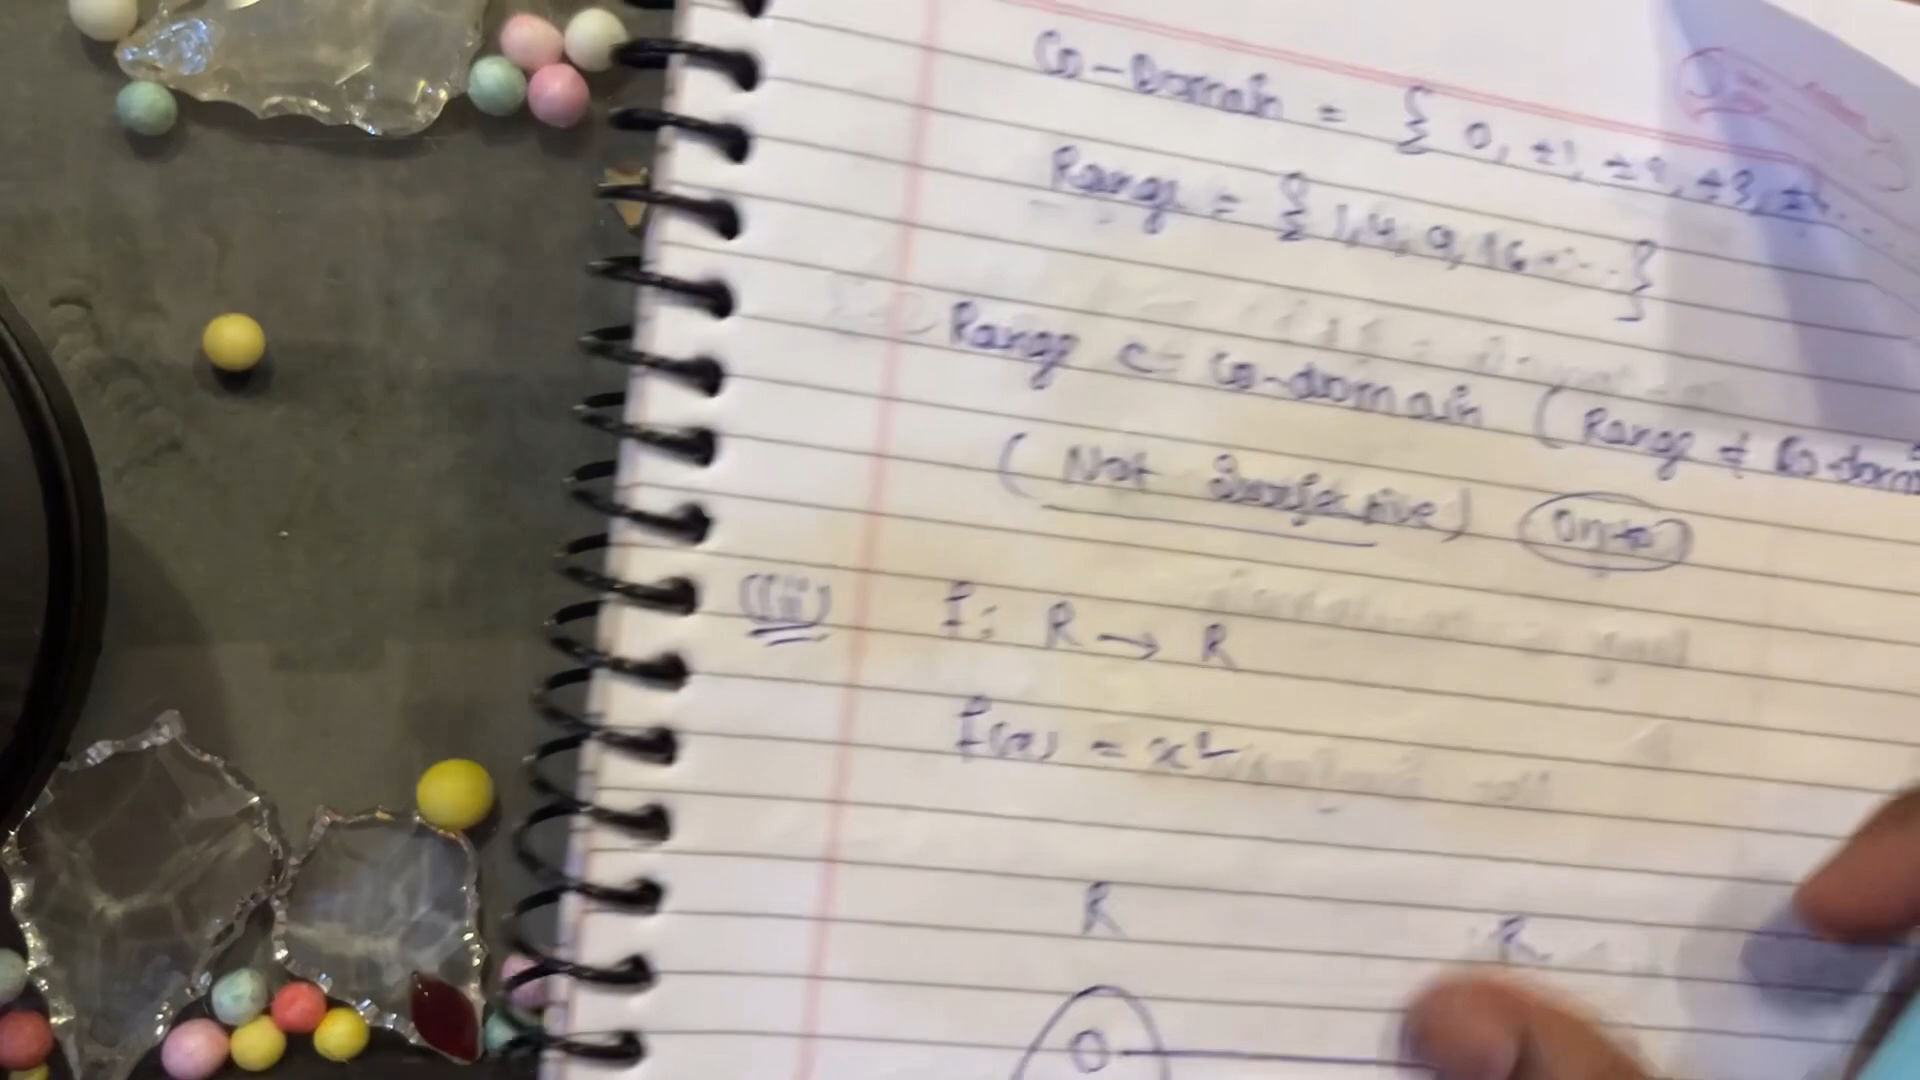 Co-Domain = { 0, ±1, ±2, ±3, ±4.
Range = { 1, 4, 9, 16 ---- }
Range ⊂ Co-domain ( Range ≠ Co-domain
( Not Surjective) Onto
(iii) f: R → R
f(x) = x²
R R
0